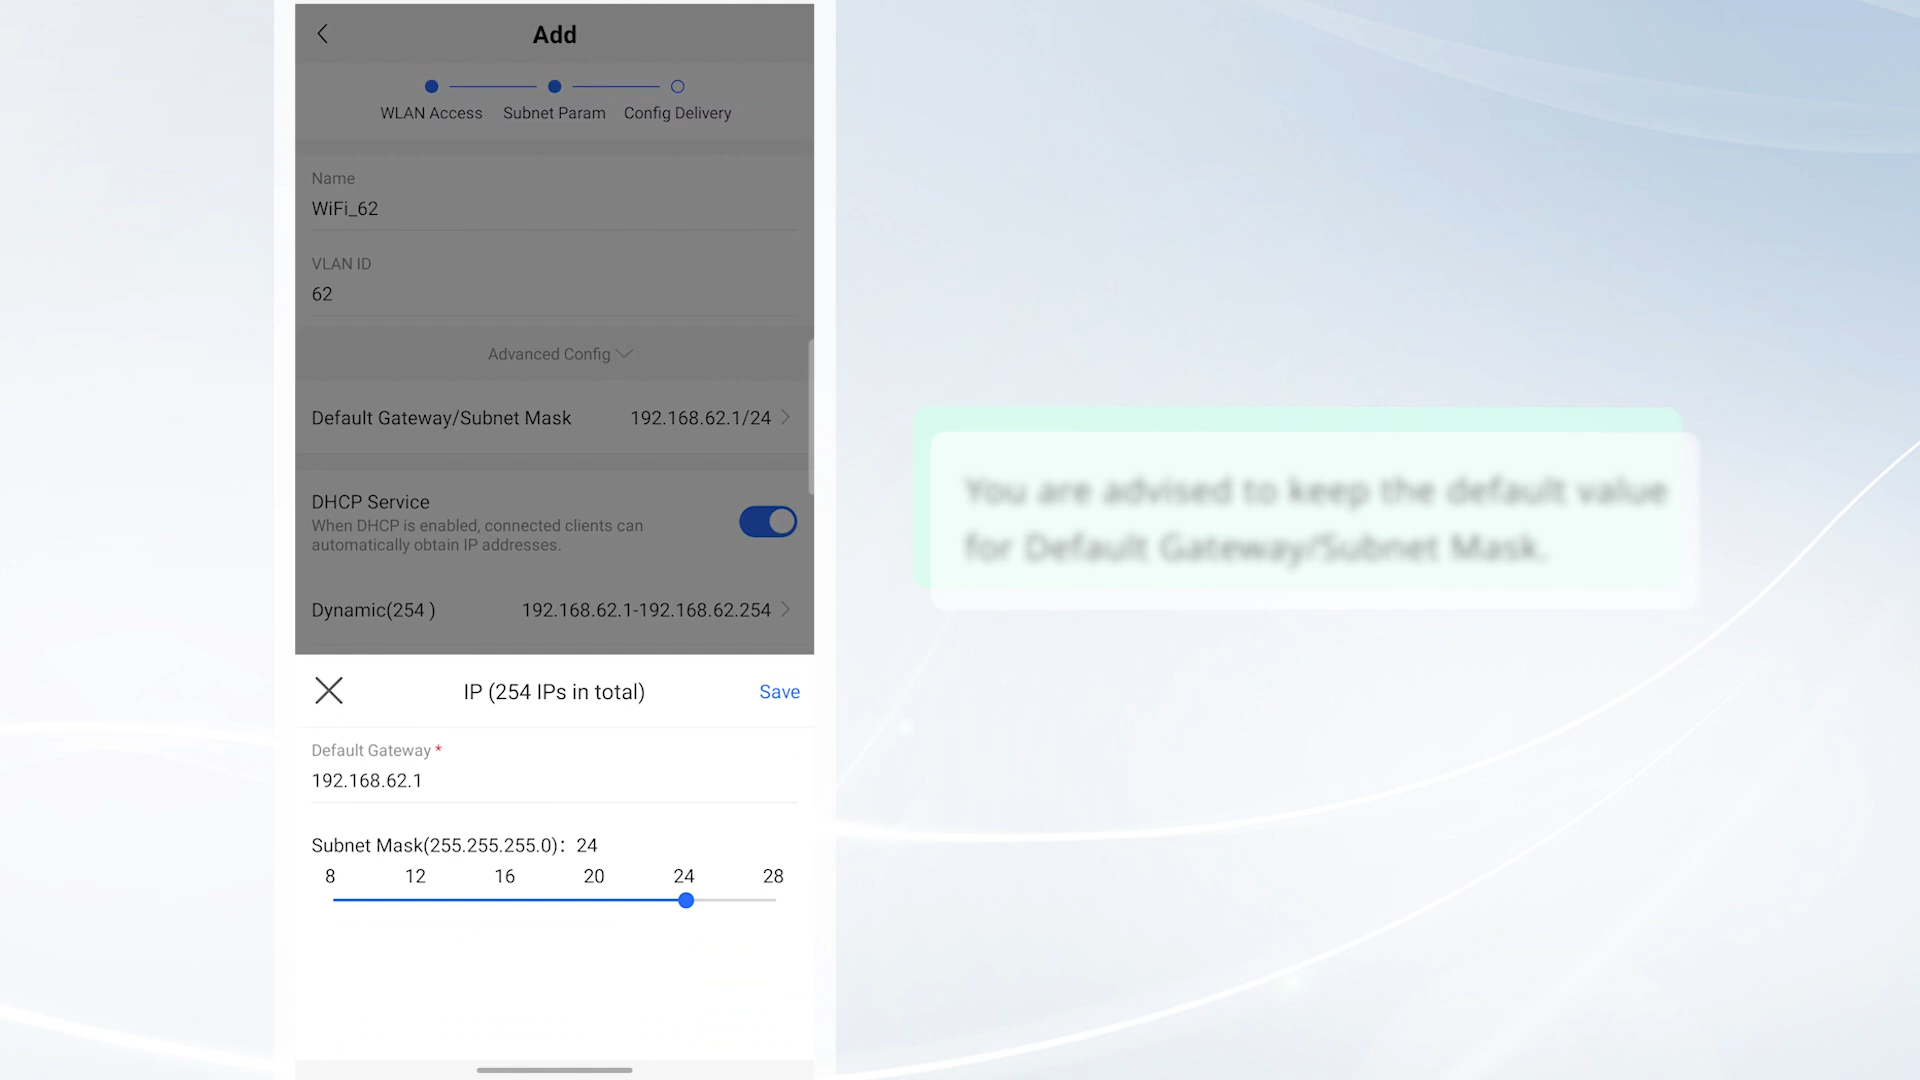 Add
WLAN Access
Subnet Param
Config Delivery
Name
WiFi_62
VLAN ID
62
Advanced Config
Default Gateway/Subnet Mask 192.168.62.1/24
DHCP Service
When DHCP is enabled, connected clients can
automatically obtain IP addresses.
Dynamic(254 ) 192.168.62.1-192.168.62.254
IP (254 IPs in total)
Save
Default Gateway *
192.168.62.1
Subnet Mask(255.255.255.0): 24
8 12 16 20 24 28
You are advised to keep the default value
for Default Gateway/Subnet Mask.